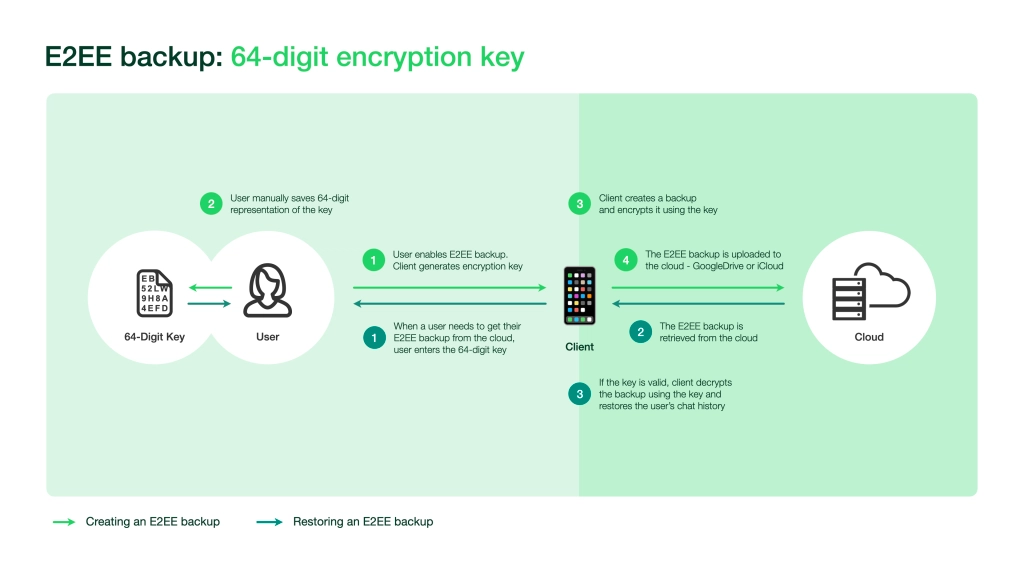 E2EE backup: 64-digit encryption key
2
User manually saves 64-digit
representation of the key
3
Client creates a backup
and encrypts it using the key
1
User enables E2EE backup.
Client generates encryption key
4
The E2EE backup is uploaded to
the cloud - GoogleDrive or iCloud
EB
52LW
9H8A
4EFD
64-Digit Key
User
1
When a user needs to get their
E2EE backup from the cloud,
user enters the 64-digit key
Client
2
The E2EE backup is
retrieved from the cloud
Cloud
3
If the key is valid, client decrypts
the backup using the key and
restores the user's chat history
Creating an E2EE backup
Restoring an E2EE backup